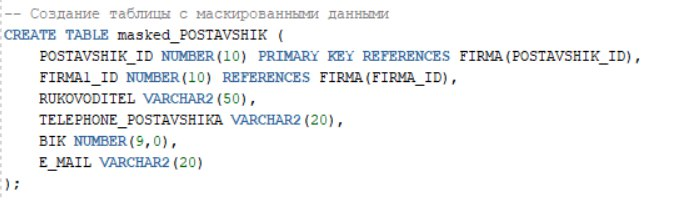 -- Создание таблицы с маскированными данными
CREATE TABLE masked_POSTAVSHIK (
    POSTAVSHIK_ID NUMBER(10) PRIMARY KEY REFERENCES FIRMA(POSTAVSHIK_ID),
    FIRMA1_ID NUMBER(10) REFERENCES FIRMA(FIRMA_ID),
    RUKOVODITEL VARCHAR2(50),
    TELEPHONE_POSTAVSHIKA VARCHAR2(20),
    BIK NUMBER(9,0),
    E_MAIL VARCHAR2(20)
);